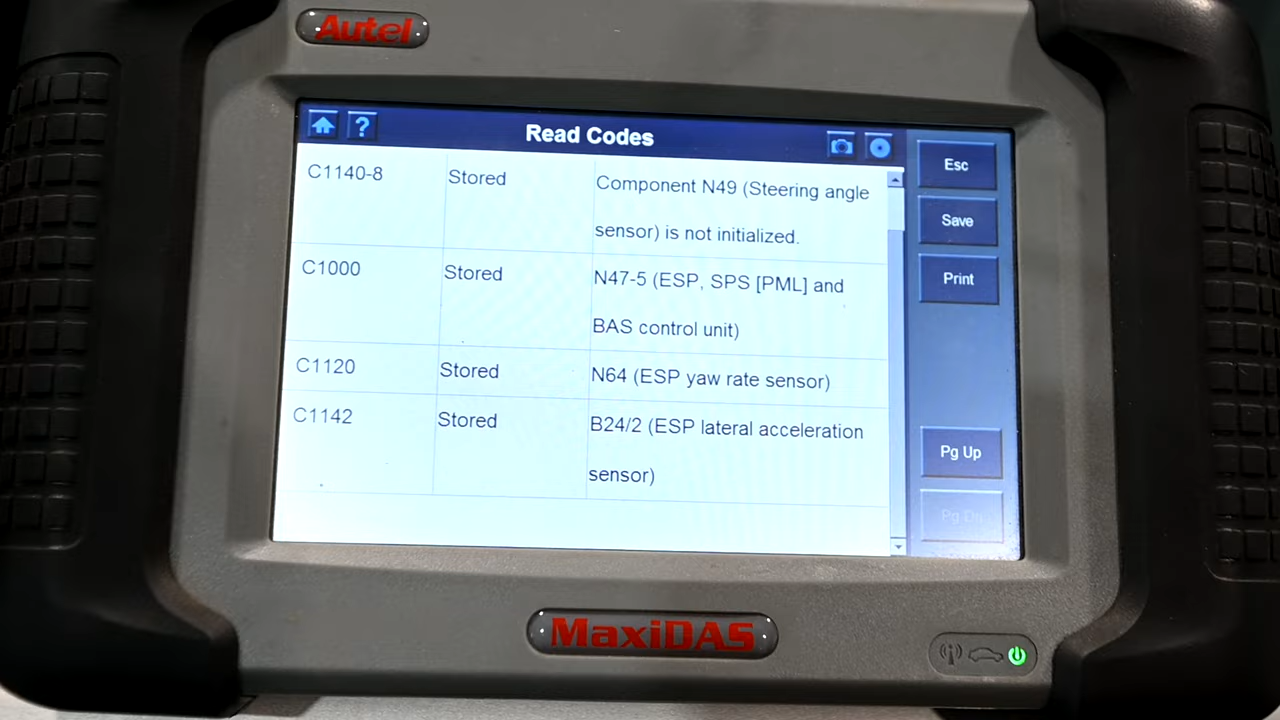 Autel
Read Codes
Esc
C1140-8 Stored Component N49 (Steering angle
sensor) is not initialized.
Save
C1000 Stored N47-5 (ESP, SPS [PML] and
BAS control unit)
Print
C1120 Stored N64 (ESP yaw rate sensor)
C1142 Stored B24/2 (ESP lateral acceleration
sensor)
Pg Up
Pg Dn
MaxiDAS